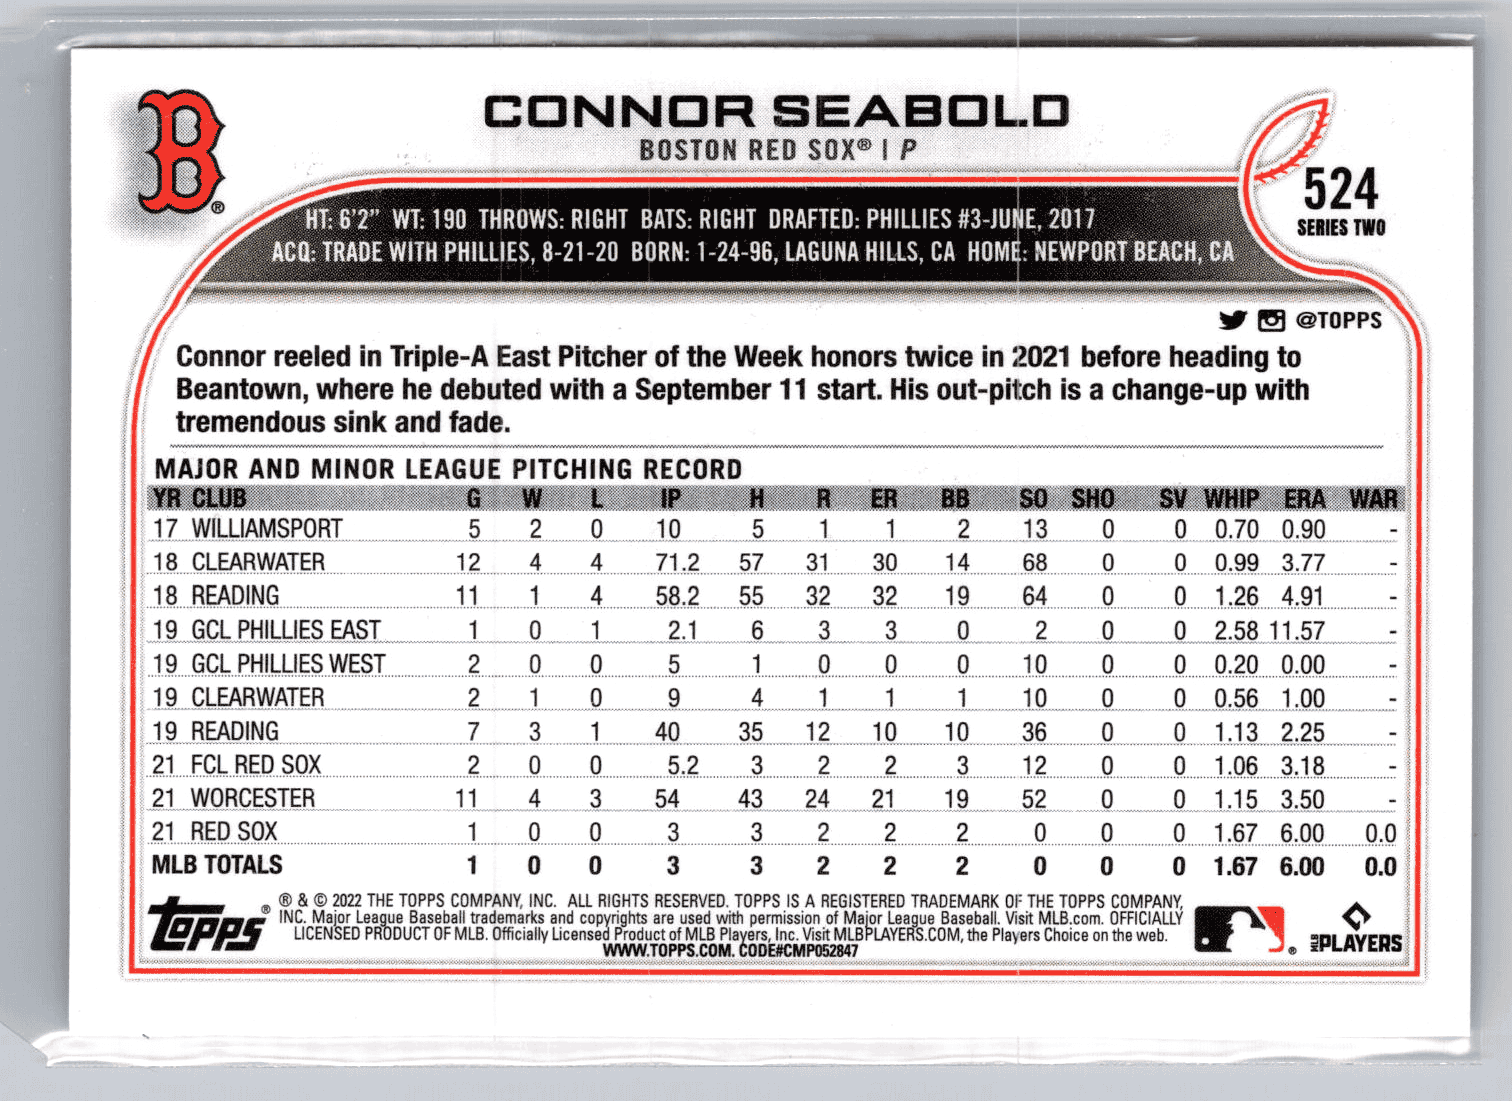 B®
CONNOR SEABOLD
BOSTON RED SOX® | P
524
SERIES TWO
HT: 6'2" WT: 190 THROWS: RIGHT BATS: RIGHT DRAFTED: PHILLIES #3-JUNE, 2017
ACQ: TRADE WITH PHILLIES, 8-21-20 BORN: 1-24-96, LAGUNA HILLS, CA HOME: NEWPORT BEACH, CA
@TOPPS
Connor reeled in Triple-A East Pitcher of the Week honors twice in 2021 before heading to
Beantown, where he debuted with a September 11 start. His out-pitch is a change-up with
tremendous sink and fade.
MAJOR AND MINOR LEAGUE PITCHING RECORD
YR CLUB G W L IP H R ER BB SO SHO SV WHIP ERA WAR
17 WILLIAMSPORT 5 2 0 10 5 1 1 2 13 0 0 0.70 0.90 -
18 CLEARWATER 12 4 4 71.2 57 31 30 14 68 0 0 0.99 3.77 -
18 READING 11 1 4 58.2 55 32 32 19 64 0 0 1.26 4.91 -
19 GCL PHILLIES EAST 1 0 1 2.1 6 3 3 0 2 0 0 2.58 11.57 -
19 GCL PHILLIES WEST 2 0 0 5 1 0 0 0 10 0 0 0.20 0.00 -
19 CLEARWATER 2 1 0 9 4 1 1 1 10 0 0 0.56 1.00 -
19 READING 7 3 1 40 35 12 10 10 36 0 0 1.13 2.25 -
21 FCL RED SOX 2 0 0 5.2 3 2 2 3 12 0 0 1.06 3.18 -
21 WORCESTER 11 4 3 54 43 24 21 19 52 0 0 1.15 3.50 -
21 RED SOX 1 0 0 3 3 2 2 2 0 0 0 1.67 6.00 0.0
MLB TOTALS 1 0 0 3 3 2 2 2 0 0 0 1.67 6.00 0.0
TOPPS®
® & © 2022 THE TOPPS COMPANY, INC. ALL RIGHTS RESERVED. TOPPS IS A REGISTERED TRADEMARK OF THE TOPPS COMPANY,
INC. Major League Baseball trademarks and copyrights are used with permission of Major League Baseball. Visit MLB.com. OFFICIALLY
LICENSED PRODUCT OF MLB. Officially Licensed Product of MLB Players, Inc. Visit MLBPLAYERS.COM, the Players Choice on the web.
WWW.TOPPS.COM. CODE#CMP052847
®
MLB PLAYERS